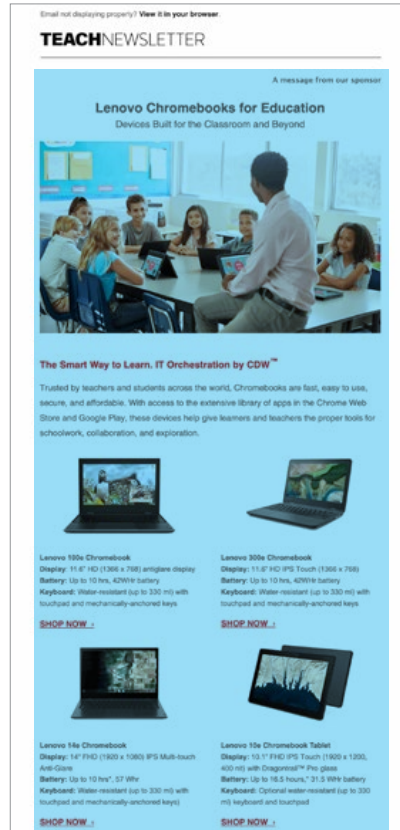 Email not displaying property? View it in your browser.
TEACHNEWSLETTER
A message from our sponsor
Lenovo Chromebooks for Education
Devices Built for the Classroom and Beyond
The Smart Way to Learn. IT Orchestration by CDW™
Trusted by teachers and students across the world, Chromebooks are fast, easy to use,
secure, and affordable. With access to the extensive library of apps in the Chrome Web
Store and Google Play, these devices help give learners and teachers the proper tools for
schoolwork, collaboration, and exploration.
Lenovo 100e Chromebook
Display: 11.6" HD (1366 x 768) antiglare display
Battery: Up to 10 hrs, 42WHr battery
Keyboard: Water-resistant (up to 330 ml) with
touchpad and mechanically-anchored keys
SHOP NOW ›
Lenovo 300e Chromebook
Display: 11.6" HD IPS Touch (1366 x 768)
Battery: Up to 10 hrs, 42WHr battery
Keyboard: Water-resistant (up to 330 ml) with
touchpad and mechanically-anchored keys
SHOP NOW ›
Lenovo 14e Chromebook
Display: 14" FHD (1920 x 1080) IPS Multi-touch
Anti-Glare
Battery: Up to 10 hrs*, 57 Whr
Keyboard: Water-resistant (up to 330 ml) with
touchpad and mechanically-anchored keys)
SHOP NOW ›
Lenovo 10e Chromebook Tablet
Display: 10.1" FHD IPS Touch (1920 x 1200,
400 nit) with Dragontrail™ Pro glass
Battery: Up to 16.5 hours,* 31.5 WHr battery
Keyboard: Optional water-resistant (up to 330
ml) keyboard and touchpad
SHOP NOW ›